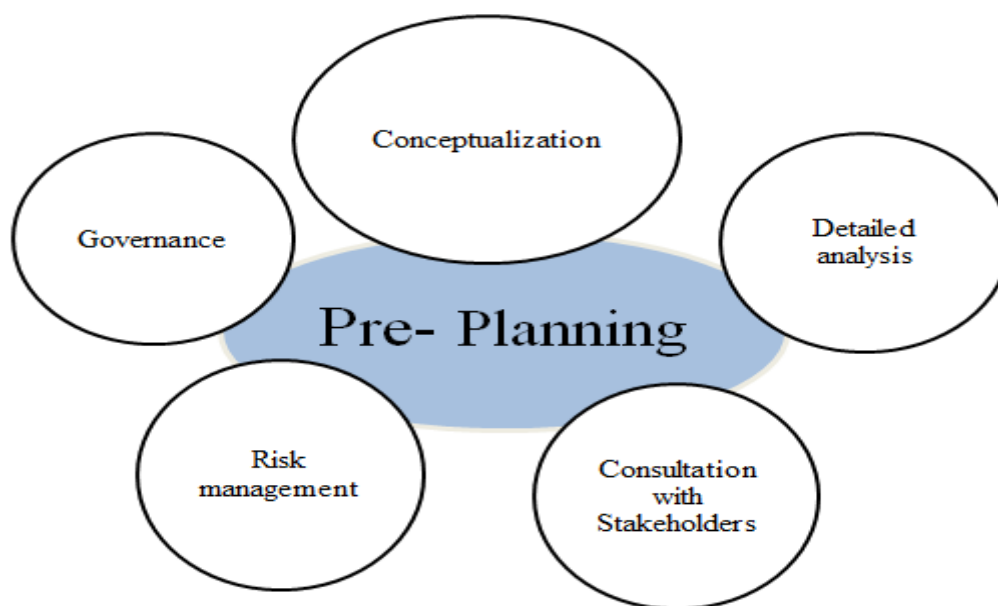 Conceptualization
Governance
Detailed
analysis
Pre- Planning
Risk
management
Consultation
with
Stakeholders